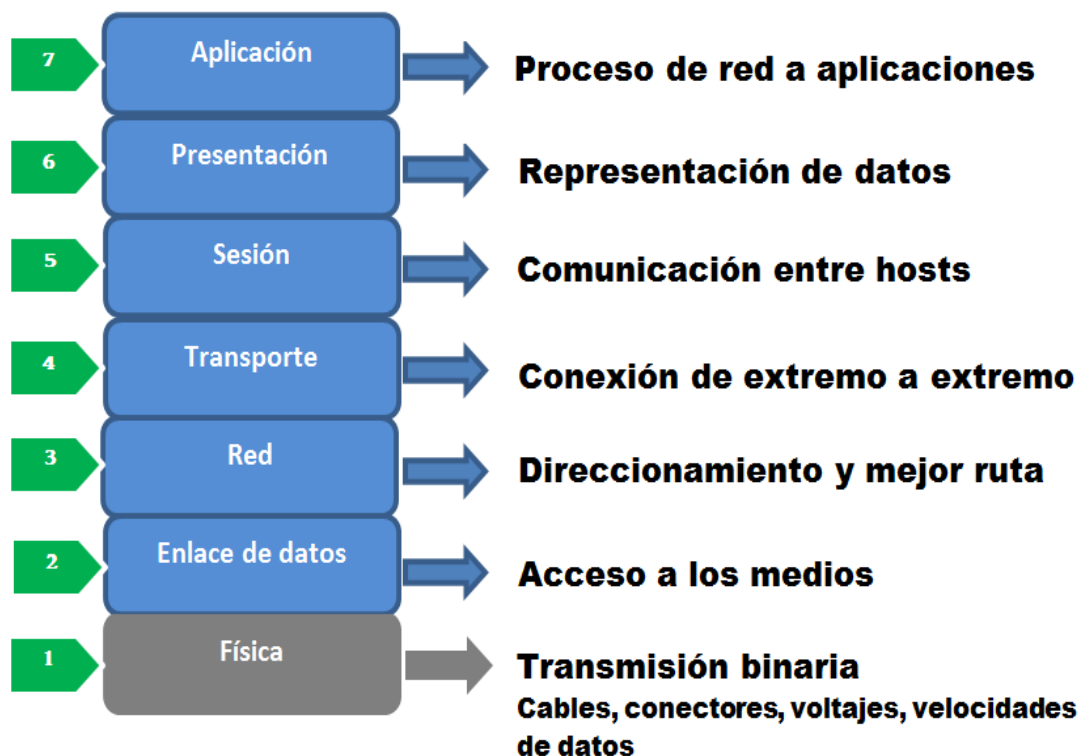 7
Aplicación
Proceso de red a aplicaciones
6
Presentación
Representación de datos
5
Sesión
Comunicación entre hosts
4
Transporte
Conexión de extremo a extremo
3
Red
Direccionamiento y mejor ruta
2
Enlace de datos
Acceso a los medios
1
Física
Transmisión binaria
Cables, conectores, voltajes, velocidades
de datos